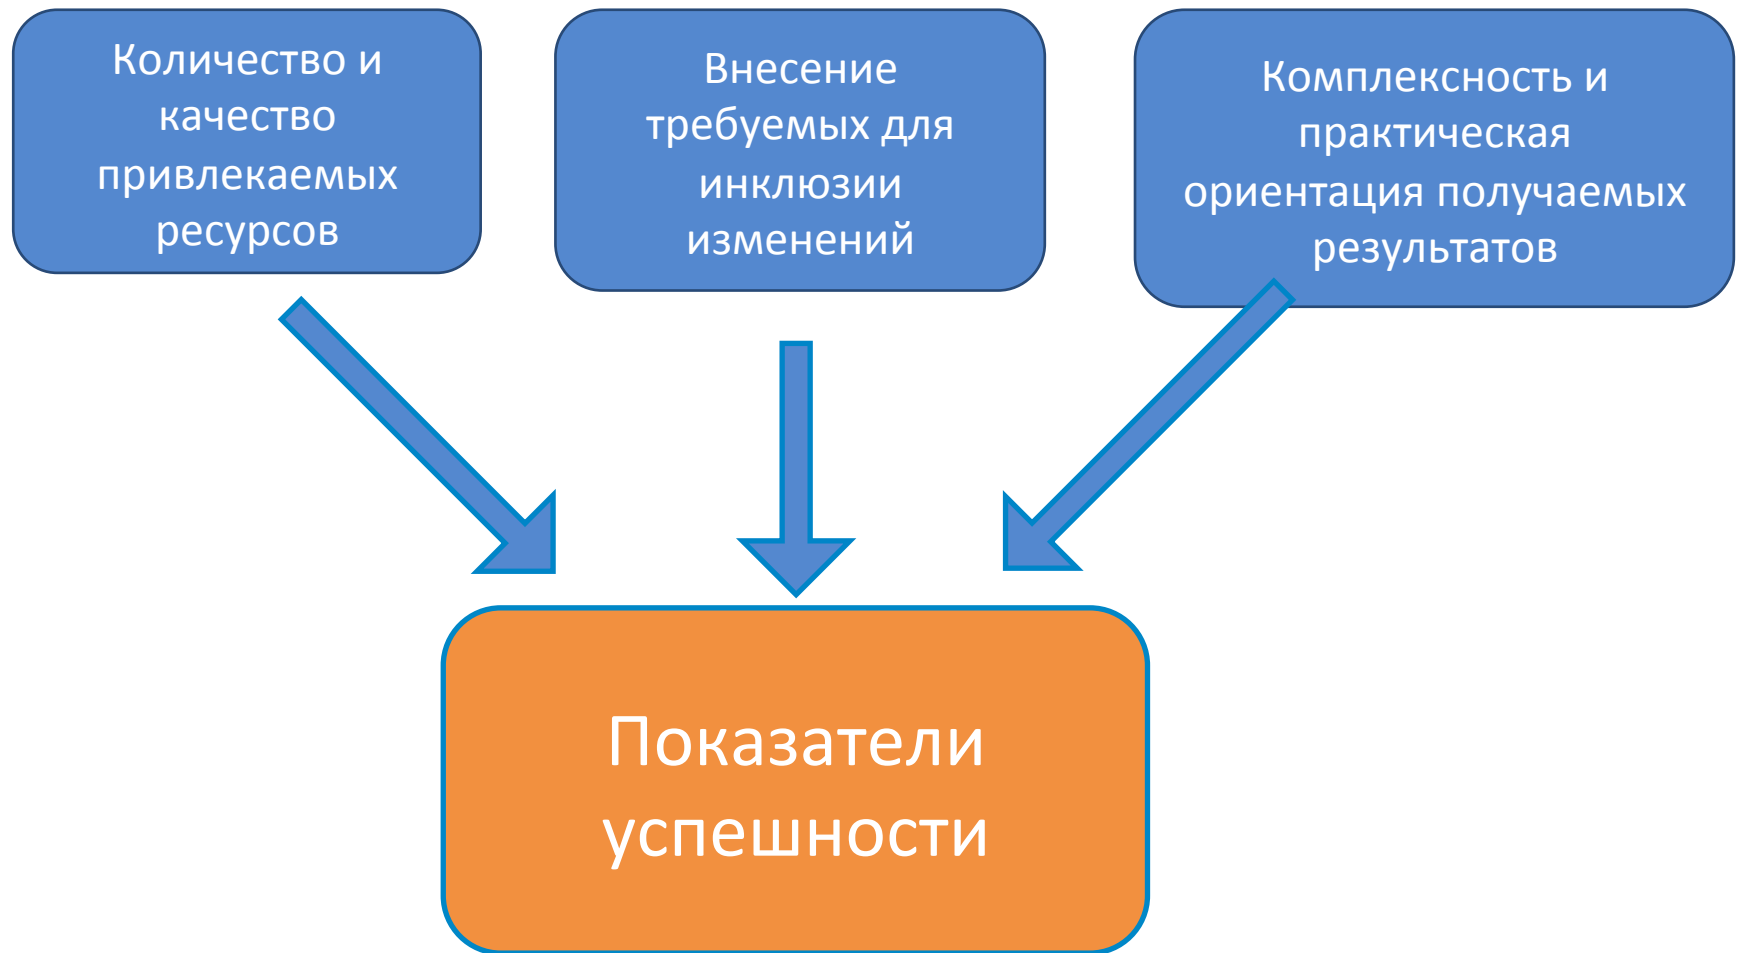 Количество и
качество
привлекаемых
ресурсов
Внесение
требуемых для
инклюзии
изменений
Комплексность и
практическая
ориентация получаемых
результатов
Показатели
успешности